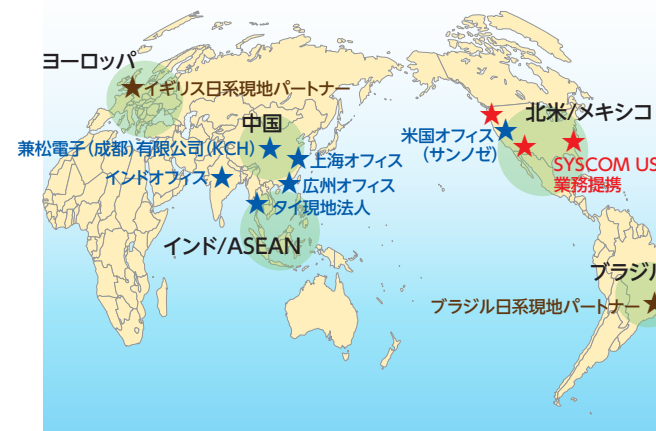 ヨーロッパ
イギリス日系現地パートナー
中国
兼松電子(成都)有限公司(KCH)
上海オフィス
インドオフィス
広州オフィス
タイ現地法人
インド/ASEAN
北米/メキシコ
米国オフィス
(サンノゼ)
SYSCOM US
業務提携
ブラジル
ブラジル日系現地パートナー